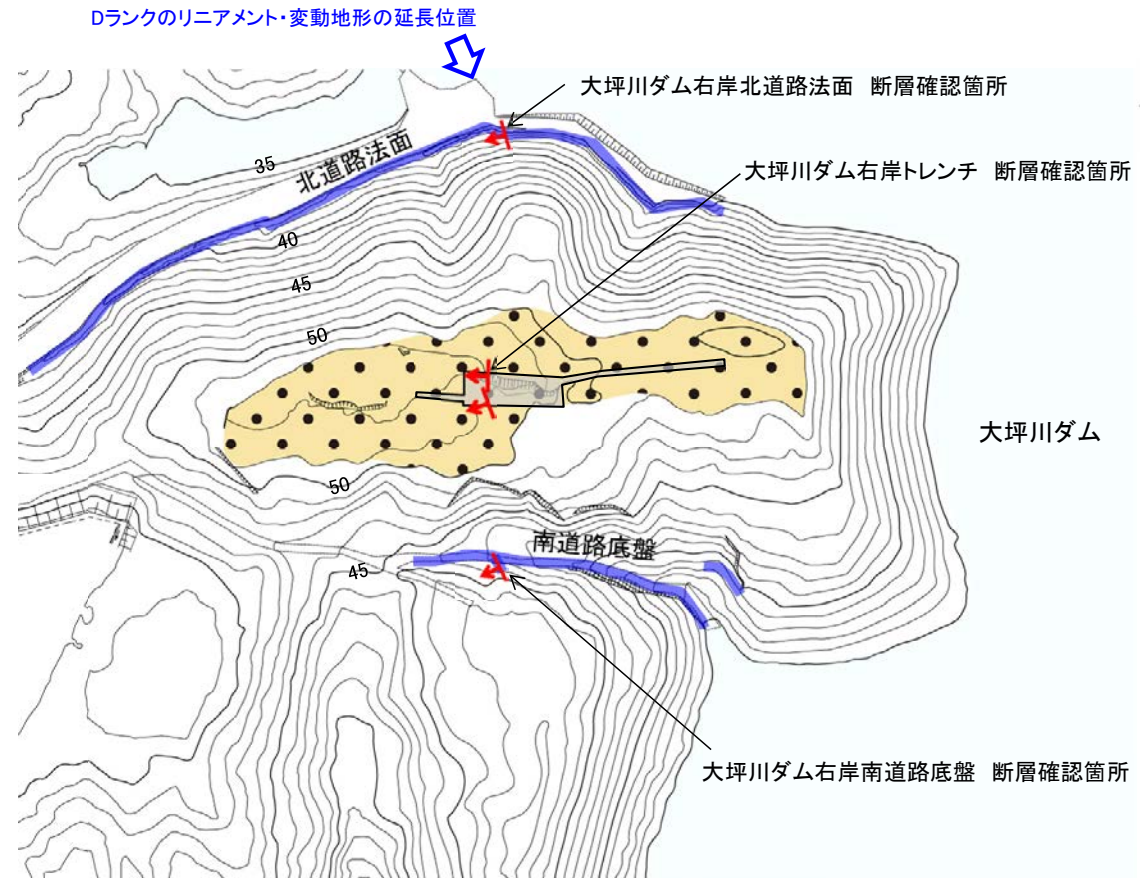 Dランクのリニアメント・変動地形の延長位置
大坪川ダム右岸北道路法面 断層確認箇所
35
北道路法面
大坪川ダム右岸トレンチ 断層確認箇所
40
45
50
大坪川ダム
50
南道路底盤
45
大坪川ダム右岸南道路底盤 断層確認箇所